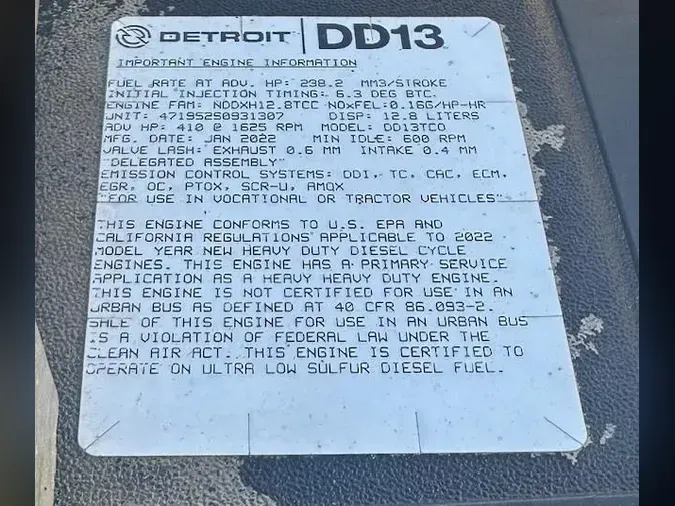 DETROIT DD13
IMPORTANT ENGINE INFORMATION
FUEL RATE AT ADV. HP: 238.2 MM3/STROKE
INITIAL INJECTION TIMING: 6.3 DEG BTC.
ENGINE FAM: NDDXH12.8TCC NOxFEL:0.16G/HP-HR
UNIT: 471952S0931307 DISP: 12.8 LITERS
ADV HP: 410 @ 1625 RPM MODEL: DD13TCO
MFG. DATE: JAN 2022 MIN IDLE: 600 RPM
VALVE LASH: EXHAUST 0.6 MM INTAKE 0.4 MM
"DELEGATED ASSEMBLY"
EMISSION CONTROL SYSTEMS: DDI, TC, CAC, ECM,
EGR, OC, PTOX, SCR-U, AMOX
"FOR USE IN VOCATIONAL OR TRACTOR VEHICLES"
THIS ENGINE CONFORMS TO U.S. EPA AND
CALIFORNIA REGULATIONS APPLICABLE TO 2022
MODEL YEAR NEW HEAVY DUTY DIESEL CYCLE
ENGINES. THIS ENGINE HAS A PRIMARY SERVICE
APPLICATION AS A HEAVY HEAVY DUTY ENGINE.
THIS ENGINE IS NOT CERTIFIED FOR USE IN AN
URBAN BUS AS DEFINED AT 40 CFR 86.093-2.
SALE OF THIS ENGINE FOR USE IN AN URBAN BUS
IS A VIOLATION OF FEDERAL LAW UNDER THE
CLEAN AIR ACT. THIS ENGINE IS CERTIFIED TO
OPERATE ON ULTRA LOW SULFUR DIESEL FUEL.